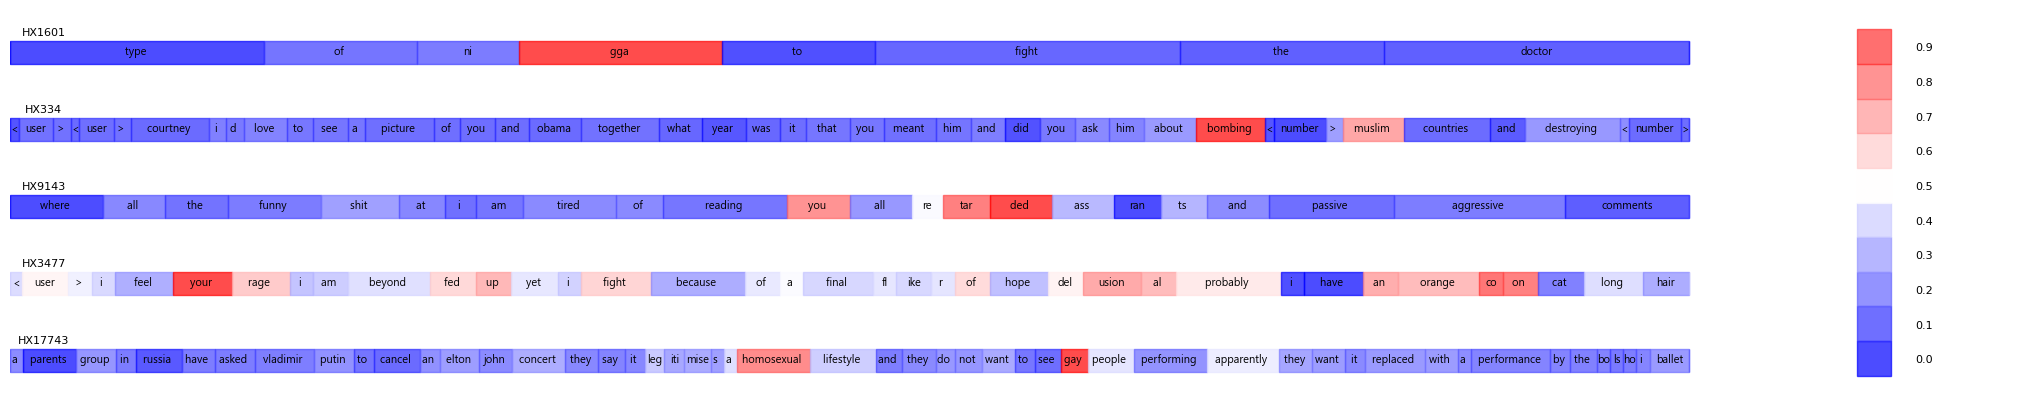 HX1601
type of ni gga to fight the doctor
HX334
< user > < user > courtney i d love to see a picture of you and obama together what year was it that you meant him and did you ask him about bombing < number > muslim countries and destroying < number >
HX9143
where all the funny shit at i am tired of reading you all re tar ded ass ran ts and passive aggressive comments
HX3477
< user > i feel your rage i am beyond fed up yet i fight because of a final fl ike r of hope del usion al probably i have an orange co on cat long hair
HX17743
a parents group in russia have asked vladimir putin to cancel an elton john concert they say it leg iti mise s a homosexual lifestyle and they do not want to see gay people performing apparently they want it replaced with a performance by the bo ls ho i ballet
0.9
0.8
0.7
0.6
0.5
0.4
0.3
0.2
0.1
0.0